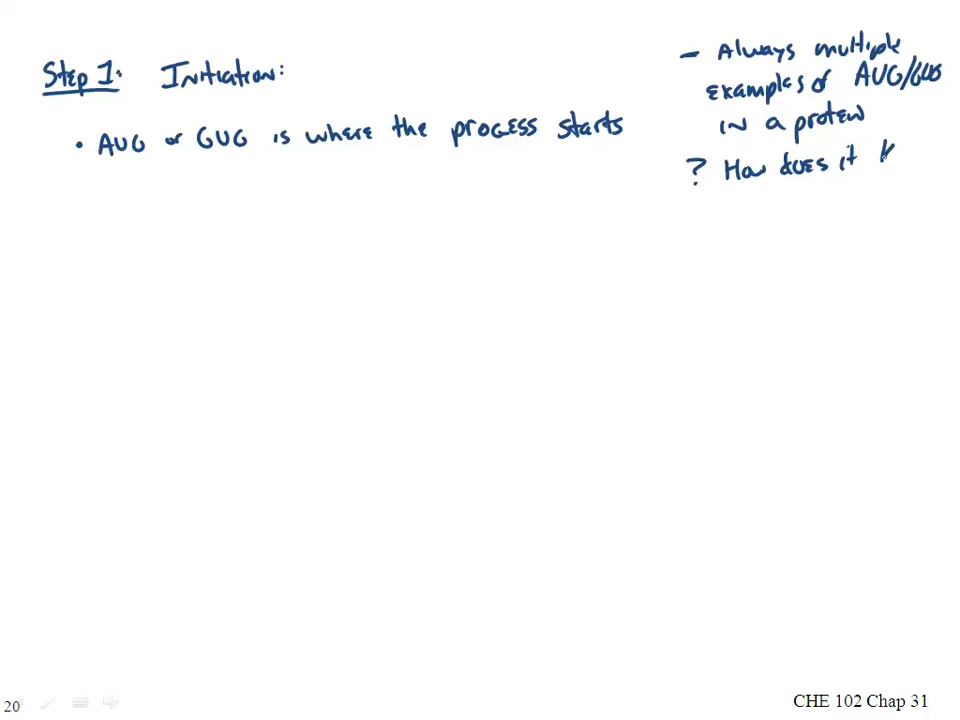 Step 1: Initiation:
• AUG or GUG is where the process starts
– Always multiple
examples of AUG/GUG
in a protein
? How does it k
20
CHE 102 Chap 31